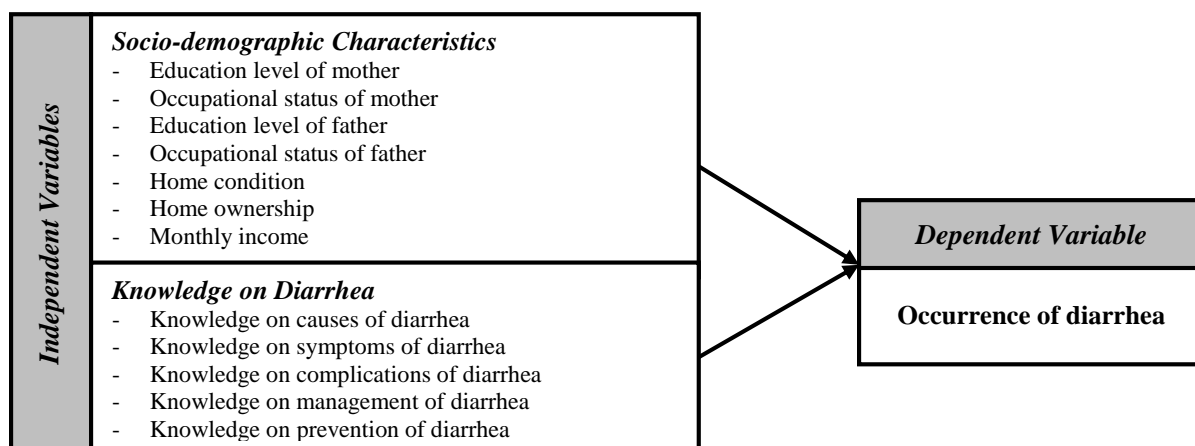 Independent Variables
Socio-demographic Characteristics
- Education level of mother
- Occupational status of mother
- Education level of father
- Occupational status of father
- Home condition
- Home ownership
- Monthly income
Knowledge on Diarrhea
- Knowledge on causes of diarrhea
- Knowledge on symptoms of diarrhea
- Knowledge on complications of diarrhea
- Knowledge on management of diarrhea
- Knowledge on prevention of diarrhea
Dependent Variable
Occurrence of diarrhea